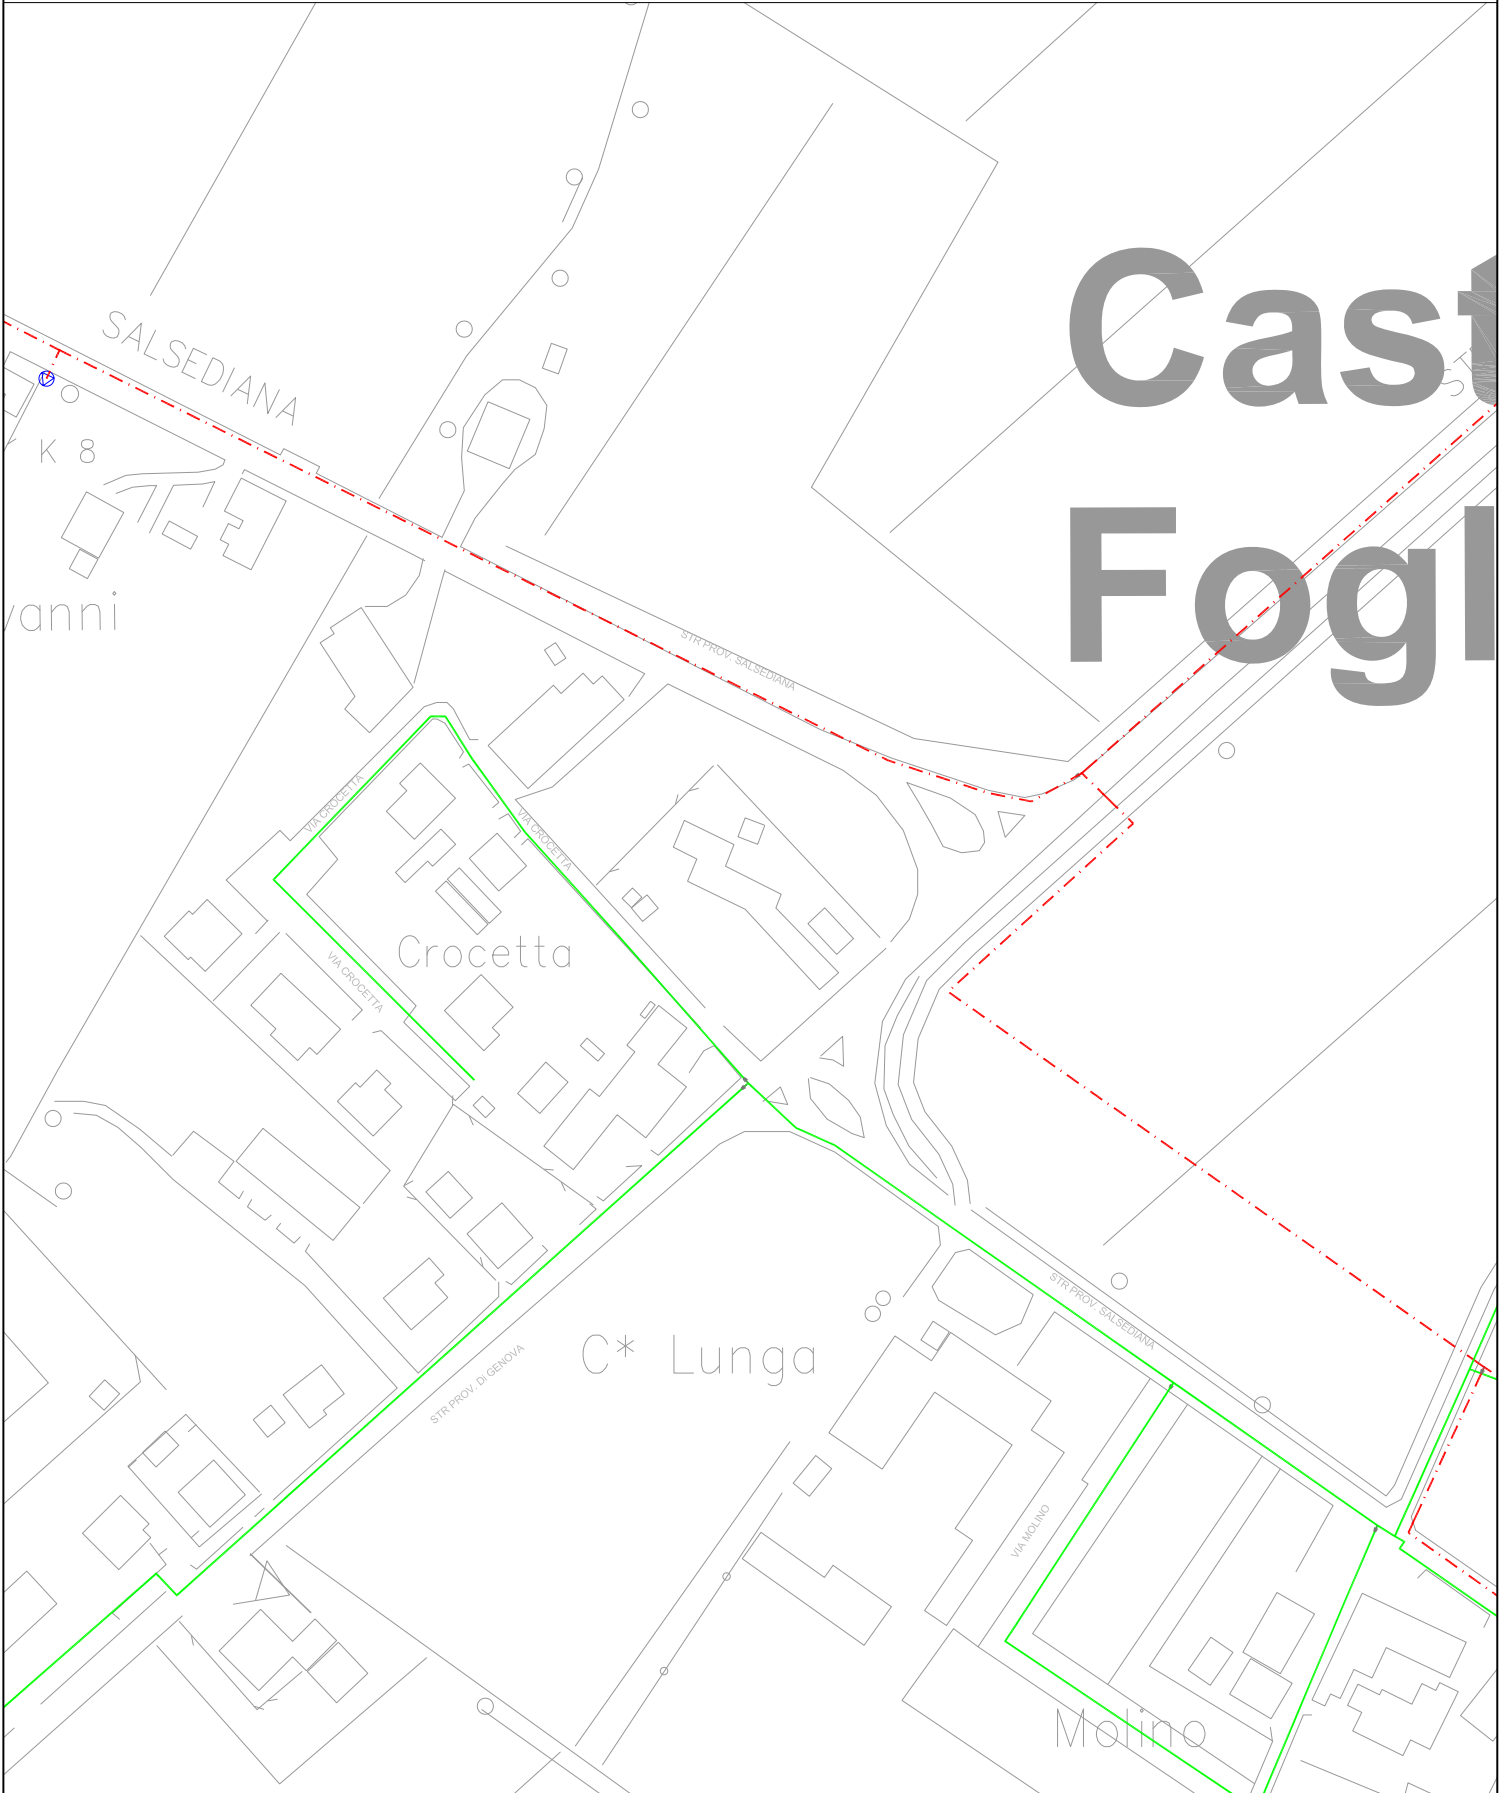 SALSEDIANA
Cast
K 8
Fogl
vanni
STR PROV. SALSEDIANA
VIA CROCETTA
VIA CROCETTA
Crocetta
VIA CROCETTA
STR PROV. SALSEDIANA
C* Lunga
STR PROV. Di GENOVA
VIA MOLINO
Molino